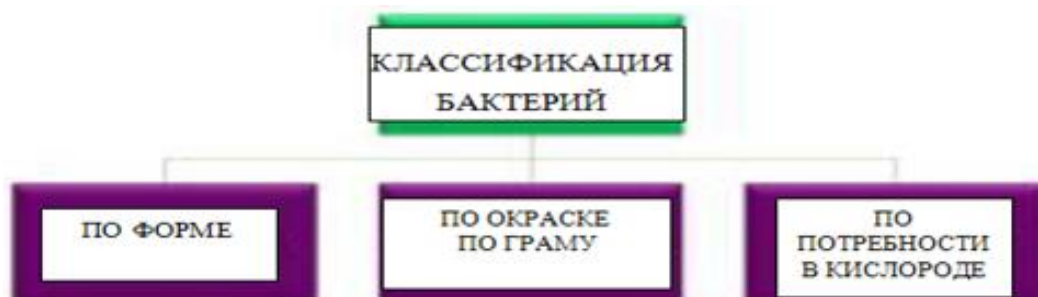 КЛАССИФИКАЦИЯ
БАКТЕРИЙ
ПО ФОРМЕ
ПО ОКРАСКЕ
ПО ГРАМУ
ПО
ПОТРЕБНОСТИ
В КИСЛОРОДЕ